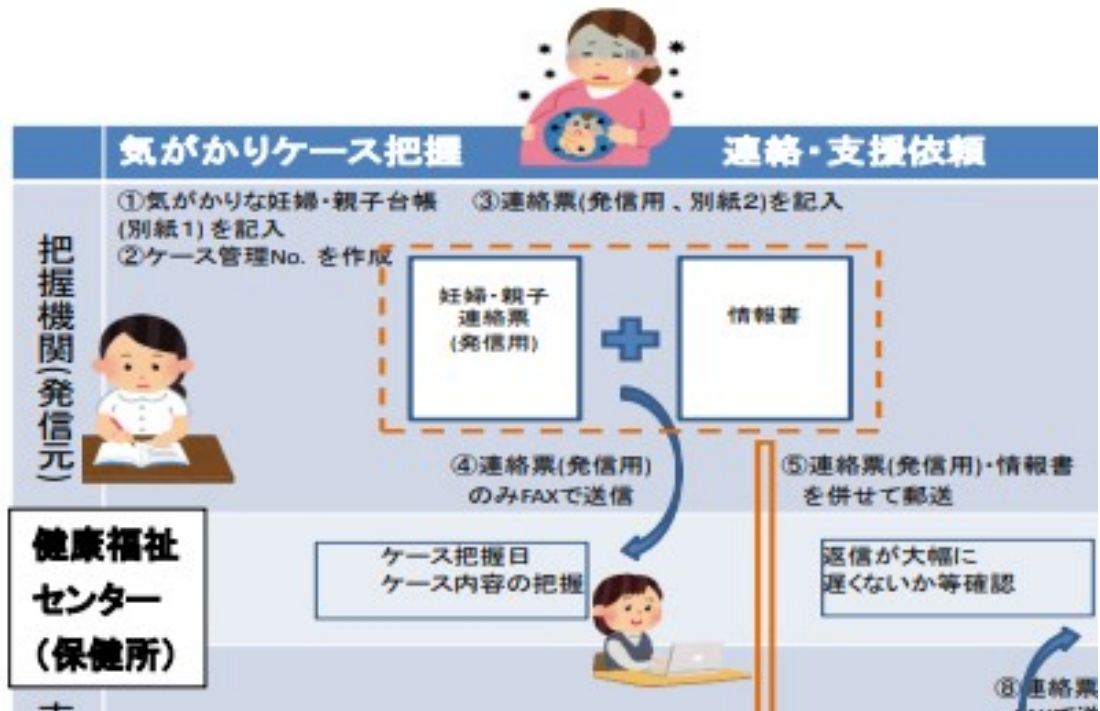 気がかりケース把握
連絡・支援依頼
把握機関(発信元)
①気がかりな妊婦・親子台帳
(別紙1)を記入
②ケース管理No. を作成
③連絡票(発信用、別紙2)を記入
妊婦・親子
連絡票
(発信用)
情報書
④連絡票(発信用)
のみFAXで送信
⑤連絡票(発信用)・情報書
を併せて郵送
健康福祉
センター
(保健所)
ケース把握日
ケース内容の把握
返信が大幅に
遅くないか等確認
⑧連絡票